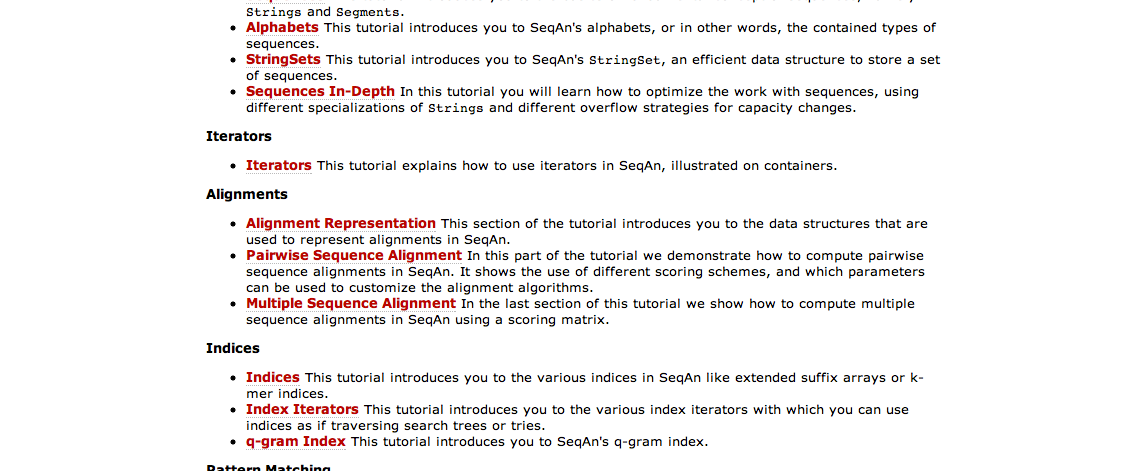 Strings and Segments.
• Alphabets This tutorial introduces you to SeqAn's alphabets, or in other words, the contained types of
sequences.
• StringSets This tutorial introduces you to SeqAn's StringSet, an efficient data structure to store a set
of sequences.
• Sequences In-Depth In this tutorial you will learn how to optimize the work with sequences, using
different specializations of Strings and different overflow strategies for capacity changes.
Iterators
• Iterators This tutorial explains how to use iterators in SeqAn, illustrated on containers.
Alignments
• Alignment Representation This section of the tutorial introduces you to the data structures that are
used to represent alignments in SeqAn.
• Pairwise Sequence Alignment In this part of the tutorial we demonstrate how to compute pairwise
sequence alignments in SeqAn. It shows the use of different scoring schemes, and which parameters
can be used to customize the alignment algorithms.
• Multiple Sequence Alignment In the last section of this tutorial we show how to compute multiple
sequence alignments in SeqAn using a scoring matrix.
Indices
• Indices This tutorial introduces you to the various indices in SeqAn like extended suffix arrays or k-
mer indices.
• Index Iterators This tutorial introduces you to the various index iterators with which you can use
indices as if traversing search trees or tries.
• q-gram Index This tutorial introduces you to SeqAn's q-gram index.
Pattern Matching